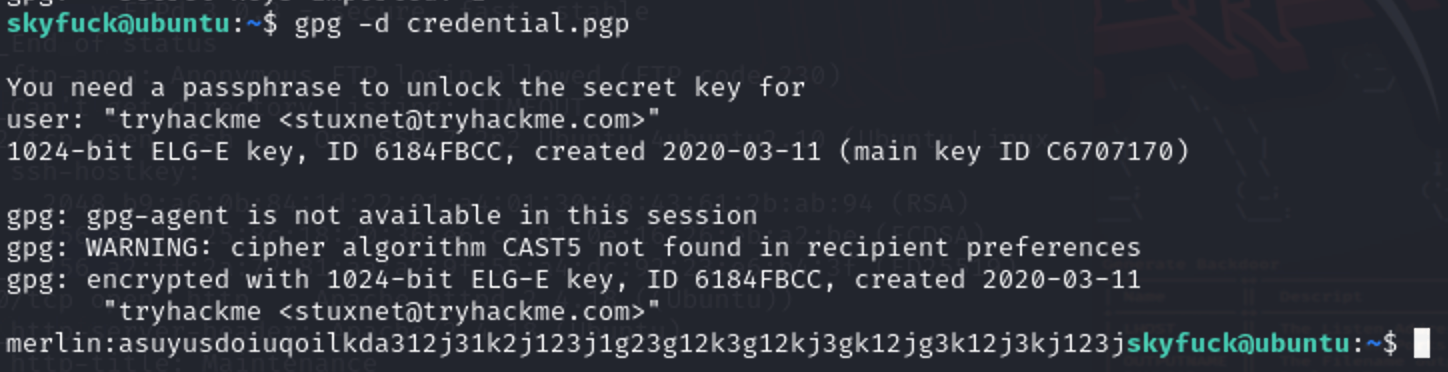 skyfuck@ubuntu:~$ gpg -d credential.pgp
You need a passphrase to unlock the secret key for
user: "tryhackme <stuxnet@tryhackme.com>"
1024-bit ELG-E key, ID 6184FBCC, created 2020-03-11 (main key ID C6707170)
gpg: gpg-agent is not available in this session
gpg: WARNING: cipher algorithm CAST5 not found in recipient preferences
gpg: encrypted with 1024-bit ELG-E key, ID 6184FBCC, created 2020-03-11
"tryhackme <stuxnet@tryhackme.com>"
merlin:asuyusdoiuqoilkda312j31k2j123j1g23g12k3g12kj3gk12jg3k12j3kj123jskyfuck@ubuntu:~$